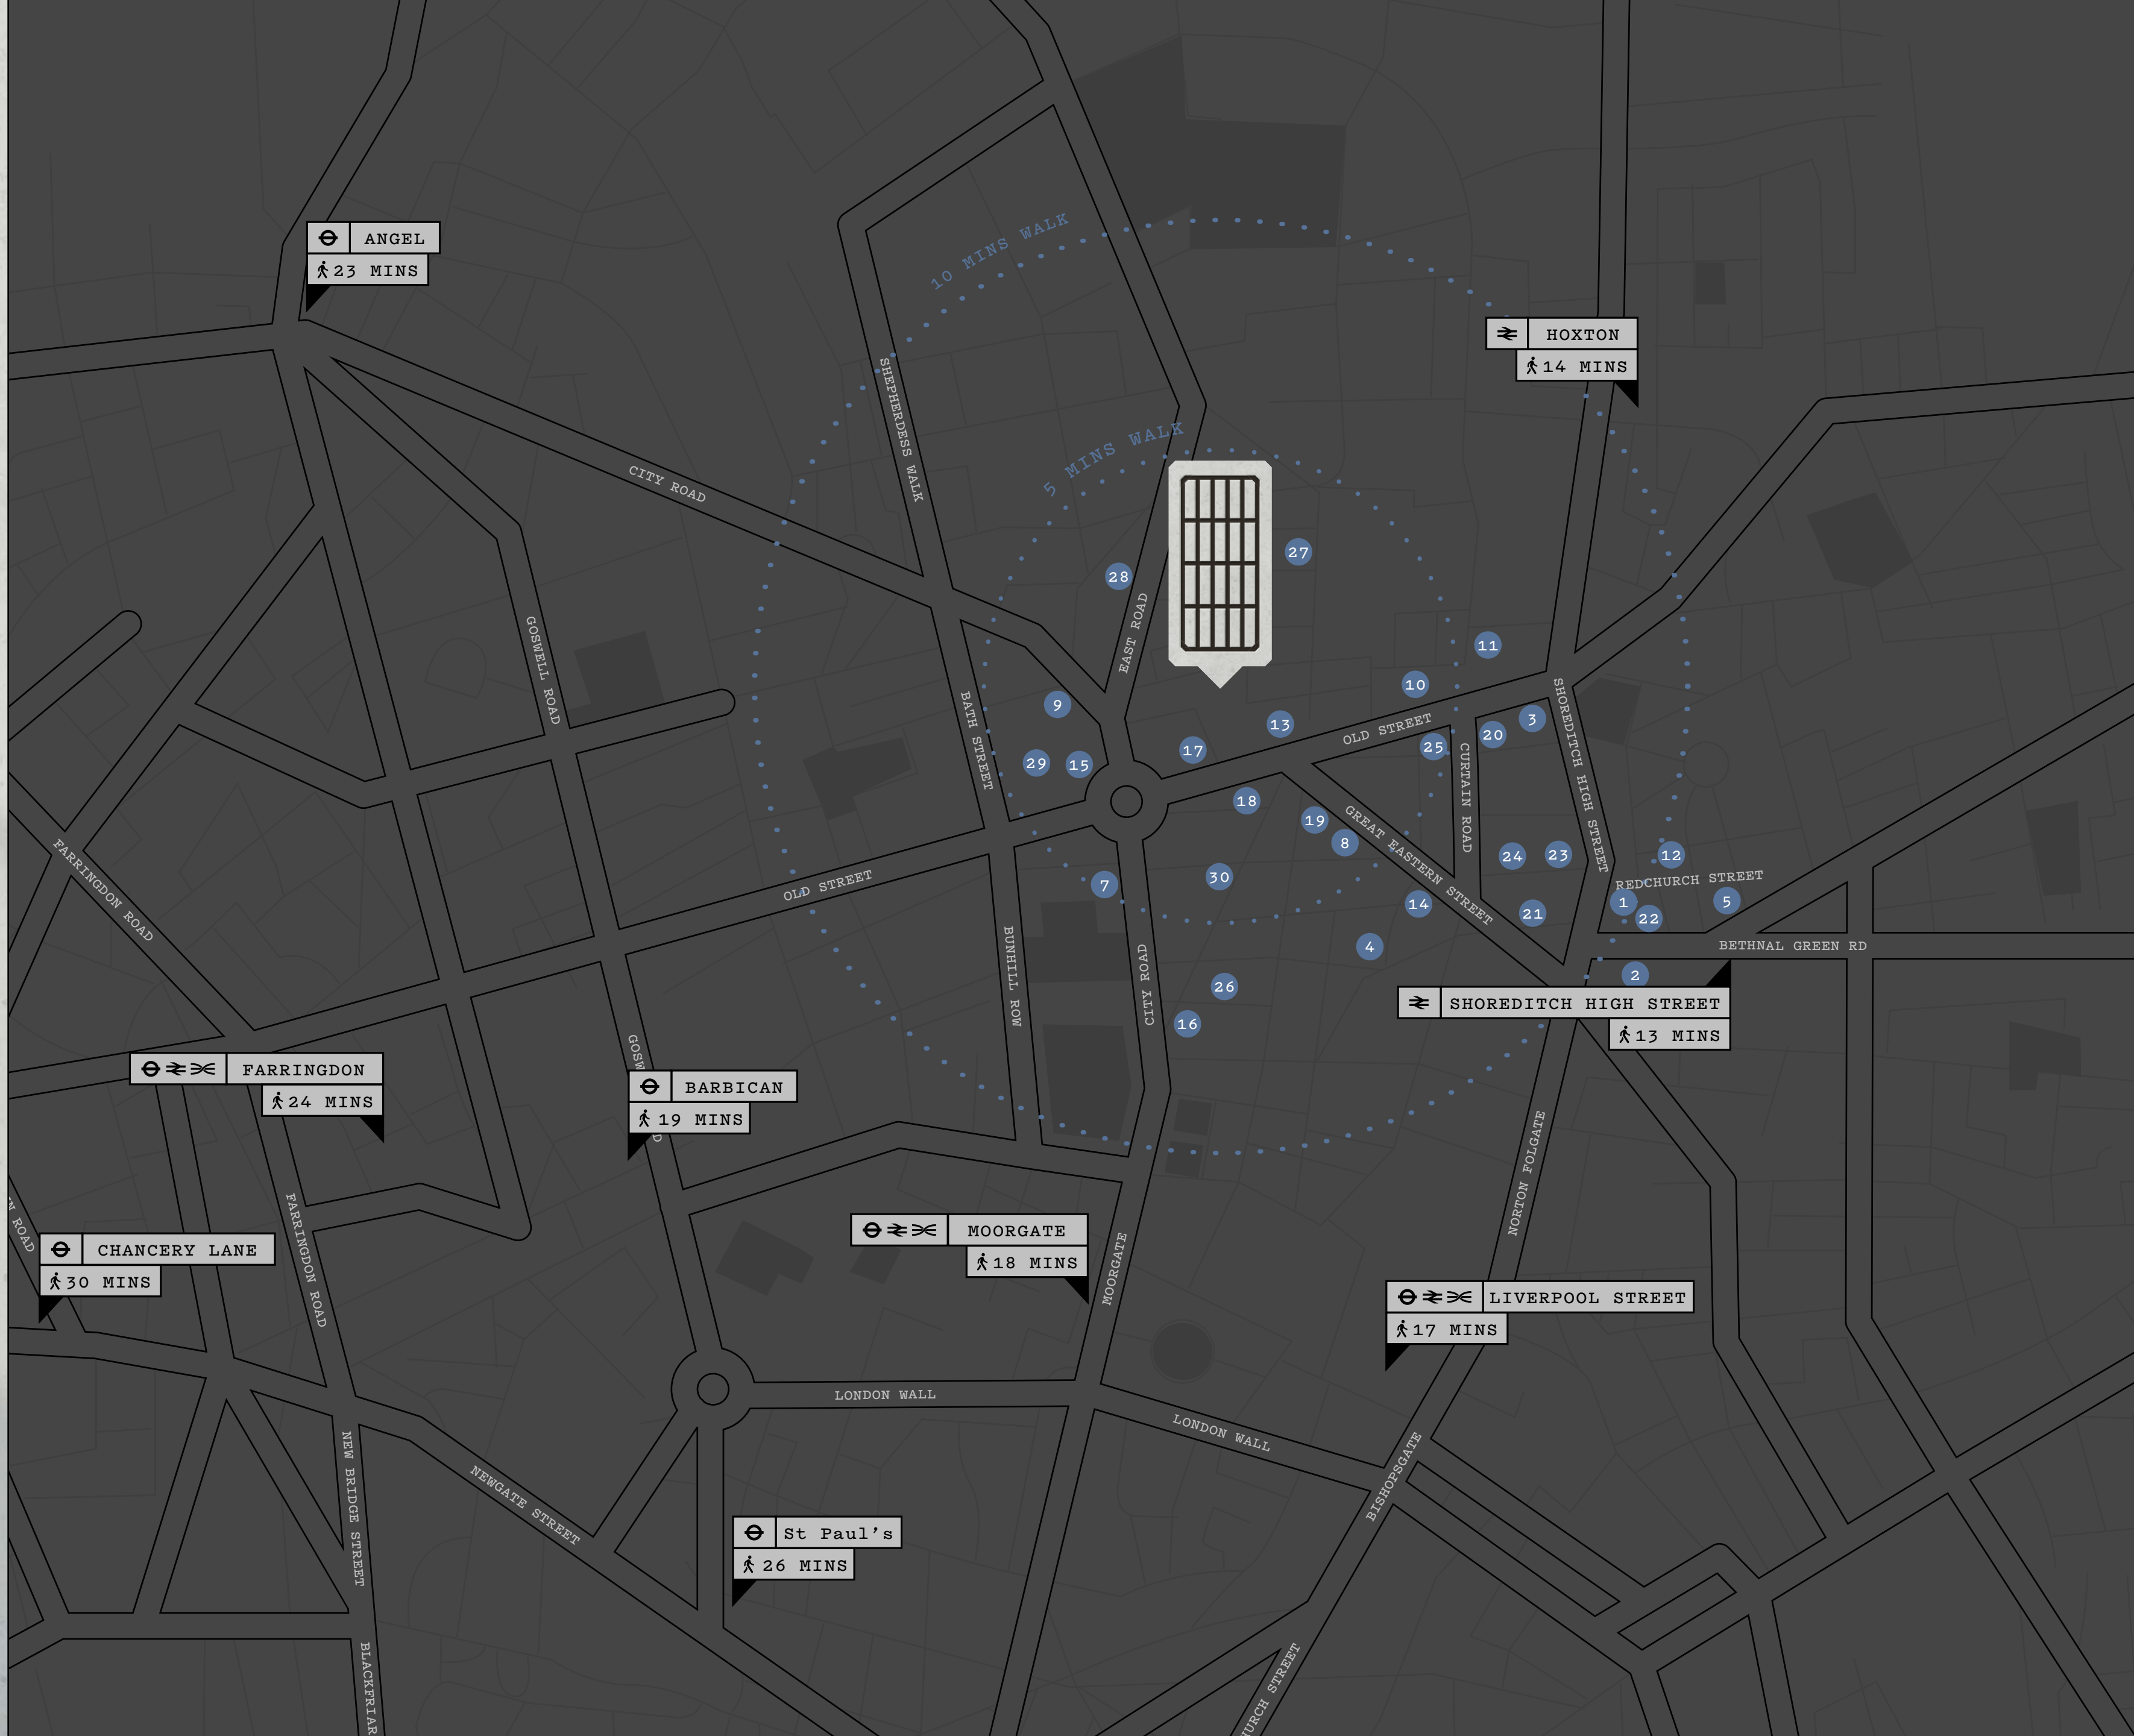 10 MINS WALK
ANGEL
23 MINS
HOXTON
14 MINS
SHEPHERDESS WALK
5 MINS WALK
CITY ROAD
27
28
EAST ROAD
GOSWELL ROAD
11
10
9
BATH STREET
13
OLD STREET
3
20
SHOREDITCH HIGH STREET
17
25
CURTAIN ROAD
29
15
18
19
GREAT EASTERN STREET
8
24
23
12
FARRINGDON ROAD
OLD STREET
7
30
REDCHURCH STREET
14
21
1
22
5
BUNHILL ROW
CITY ROAD
4
BETHNAL GREEN RD
26
2
16
SHOREDITCH HIGH STREET
13 MINS
FARRINGDON
24 MINS
GOSW
D
BARBICAN
19 MINS
NORTON FOLGATE
N ROAD
CHANCERY LANE
30 MINS
FARRINGDON ROAD
MOORGATE
18 MINS
MOORGATE
LIVERPOOL STREET
17 MINS
LONDON WALL
LONDON WALL
NEW BRIDGE STREET
NEWGATE STREET
BISHOPSGATE
St Paul's
26 MINS
BLACKFRIAR
URCH STREET